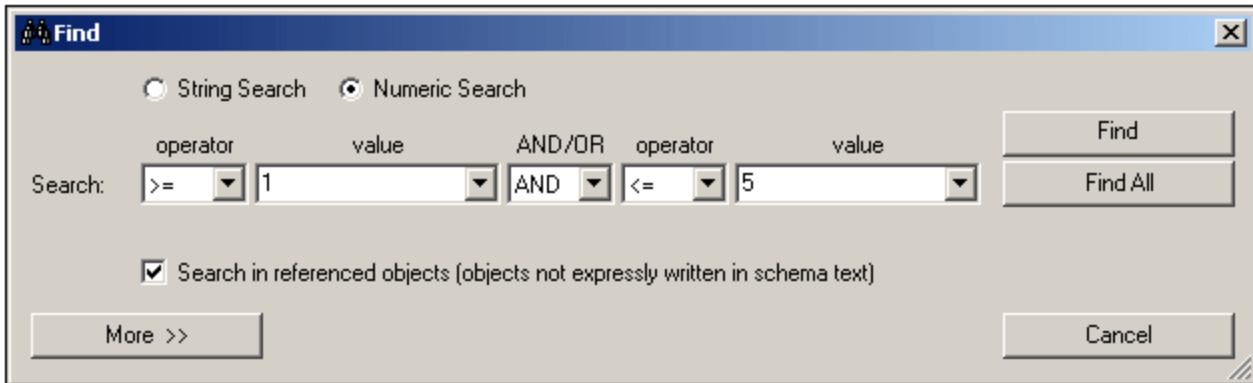 Find
String Search Numeric Search
operator value AND/OR operator value
Search: >= 1 AND <= 5
Find
Find All
Search in referenced objects (objects not expressly written in schema text)
More >>
Cancel